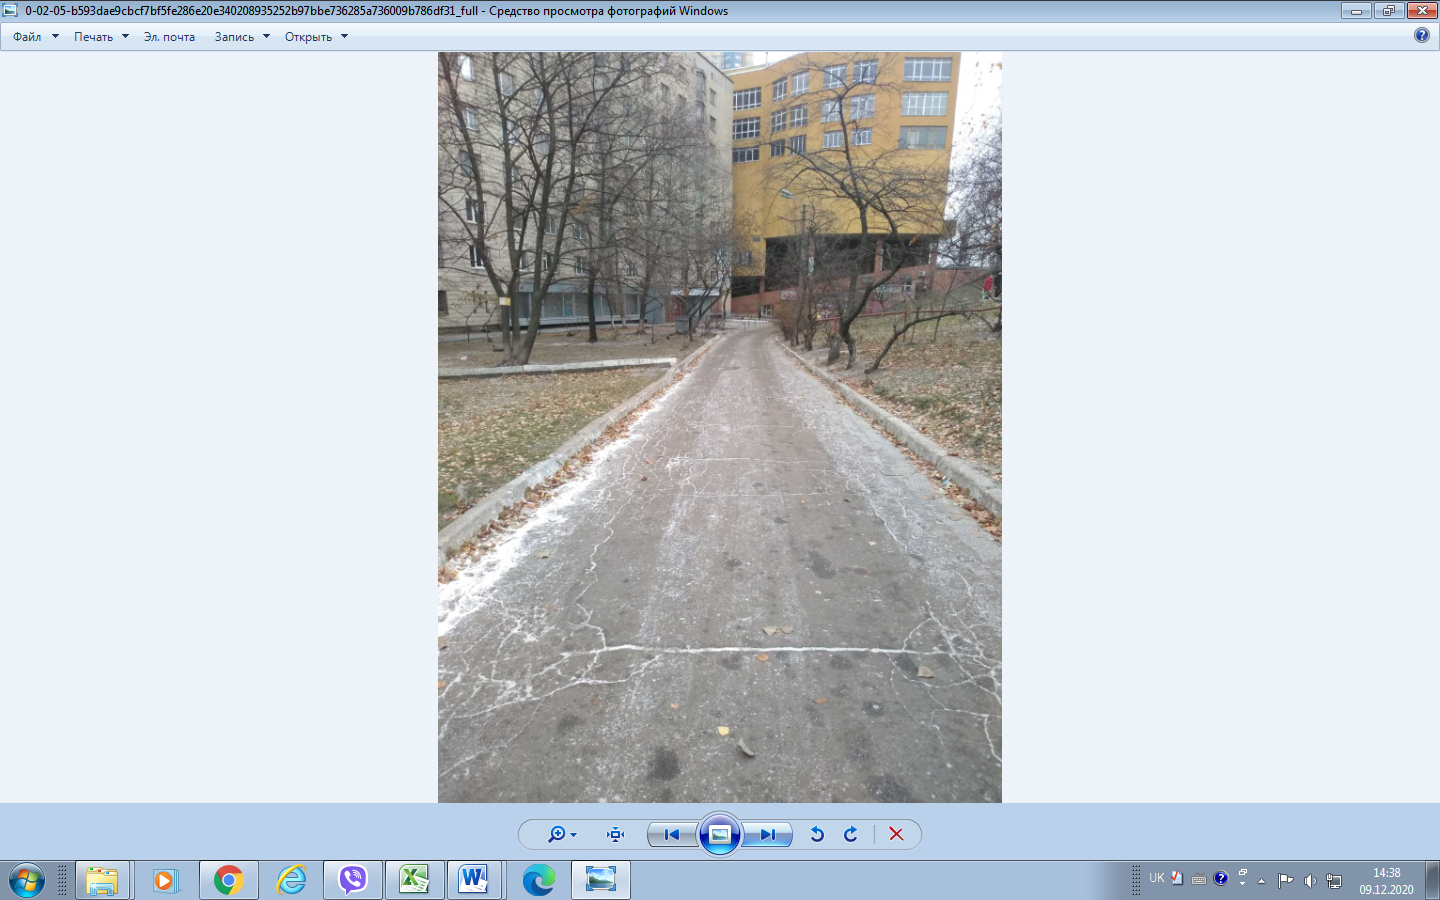 0-02-05-b593dae9cbcf7bf5fe286e20e340208935252b97bbe736285a736009b786df31_full - Средство просмотра фотографий Windows
Файл Печать Эл. почта Запись Открыть
UK 14:38
09.12.2020